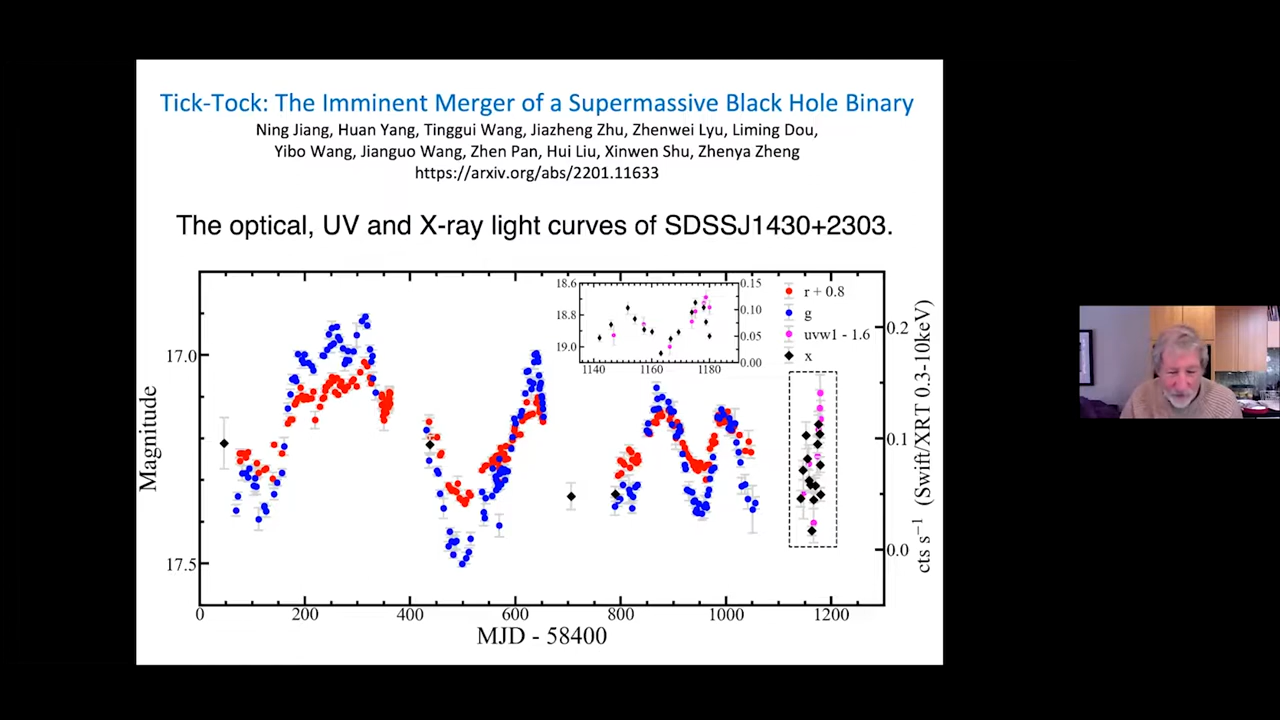 Tick-Tock: The Imminent Merger of a Supermassive Black Hole Binary
Ning Jiang, Huan Yang, Tinggui Wang, Jiazheng Zhu, Zhenwei Lyu, Liming Dou,
Yibo Wang, Jianguo Wang, Zhen Pan, Hui Liu, Xinwen Shu, Zhenya Zheng
https://arxiv.org/abs/2201.11633
The optical, UV and X-ray light curves of SDSSJ1430+2303.
18.6
18.8
19.0
0.15
0.10
0.05
0.00
1140 1160 1180
r + 0.8
g
uvw1 - 1.6
x
17.0
17.5
Magnitude
0.2
0.1
0.0
cts s⁻¹ (Swift/XRT 0.3-10keV)
0 200 400 600 800 1000 1200
MJD - 58400